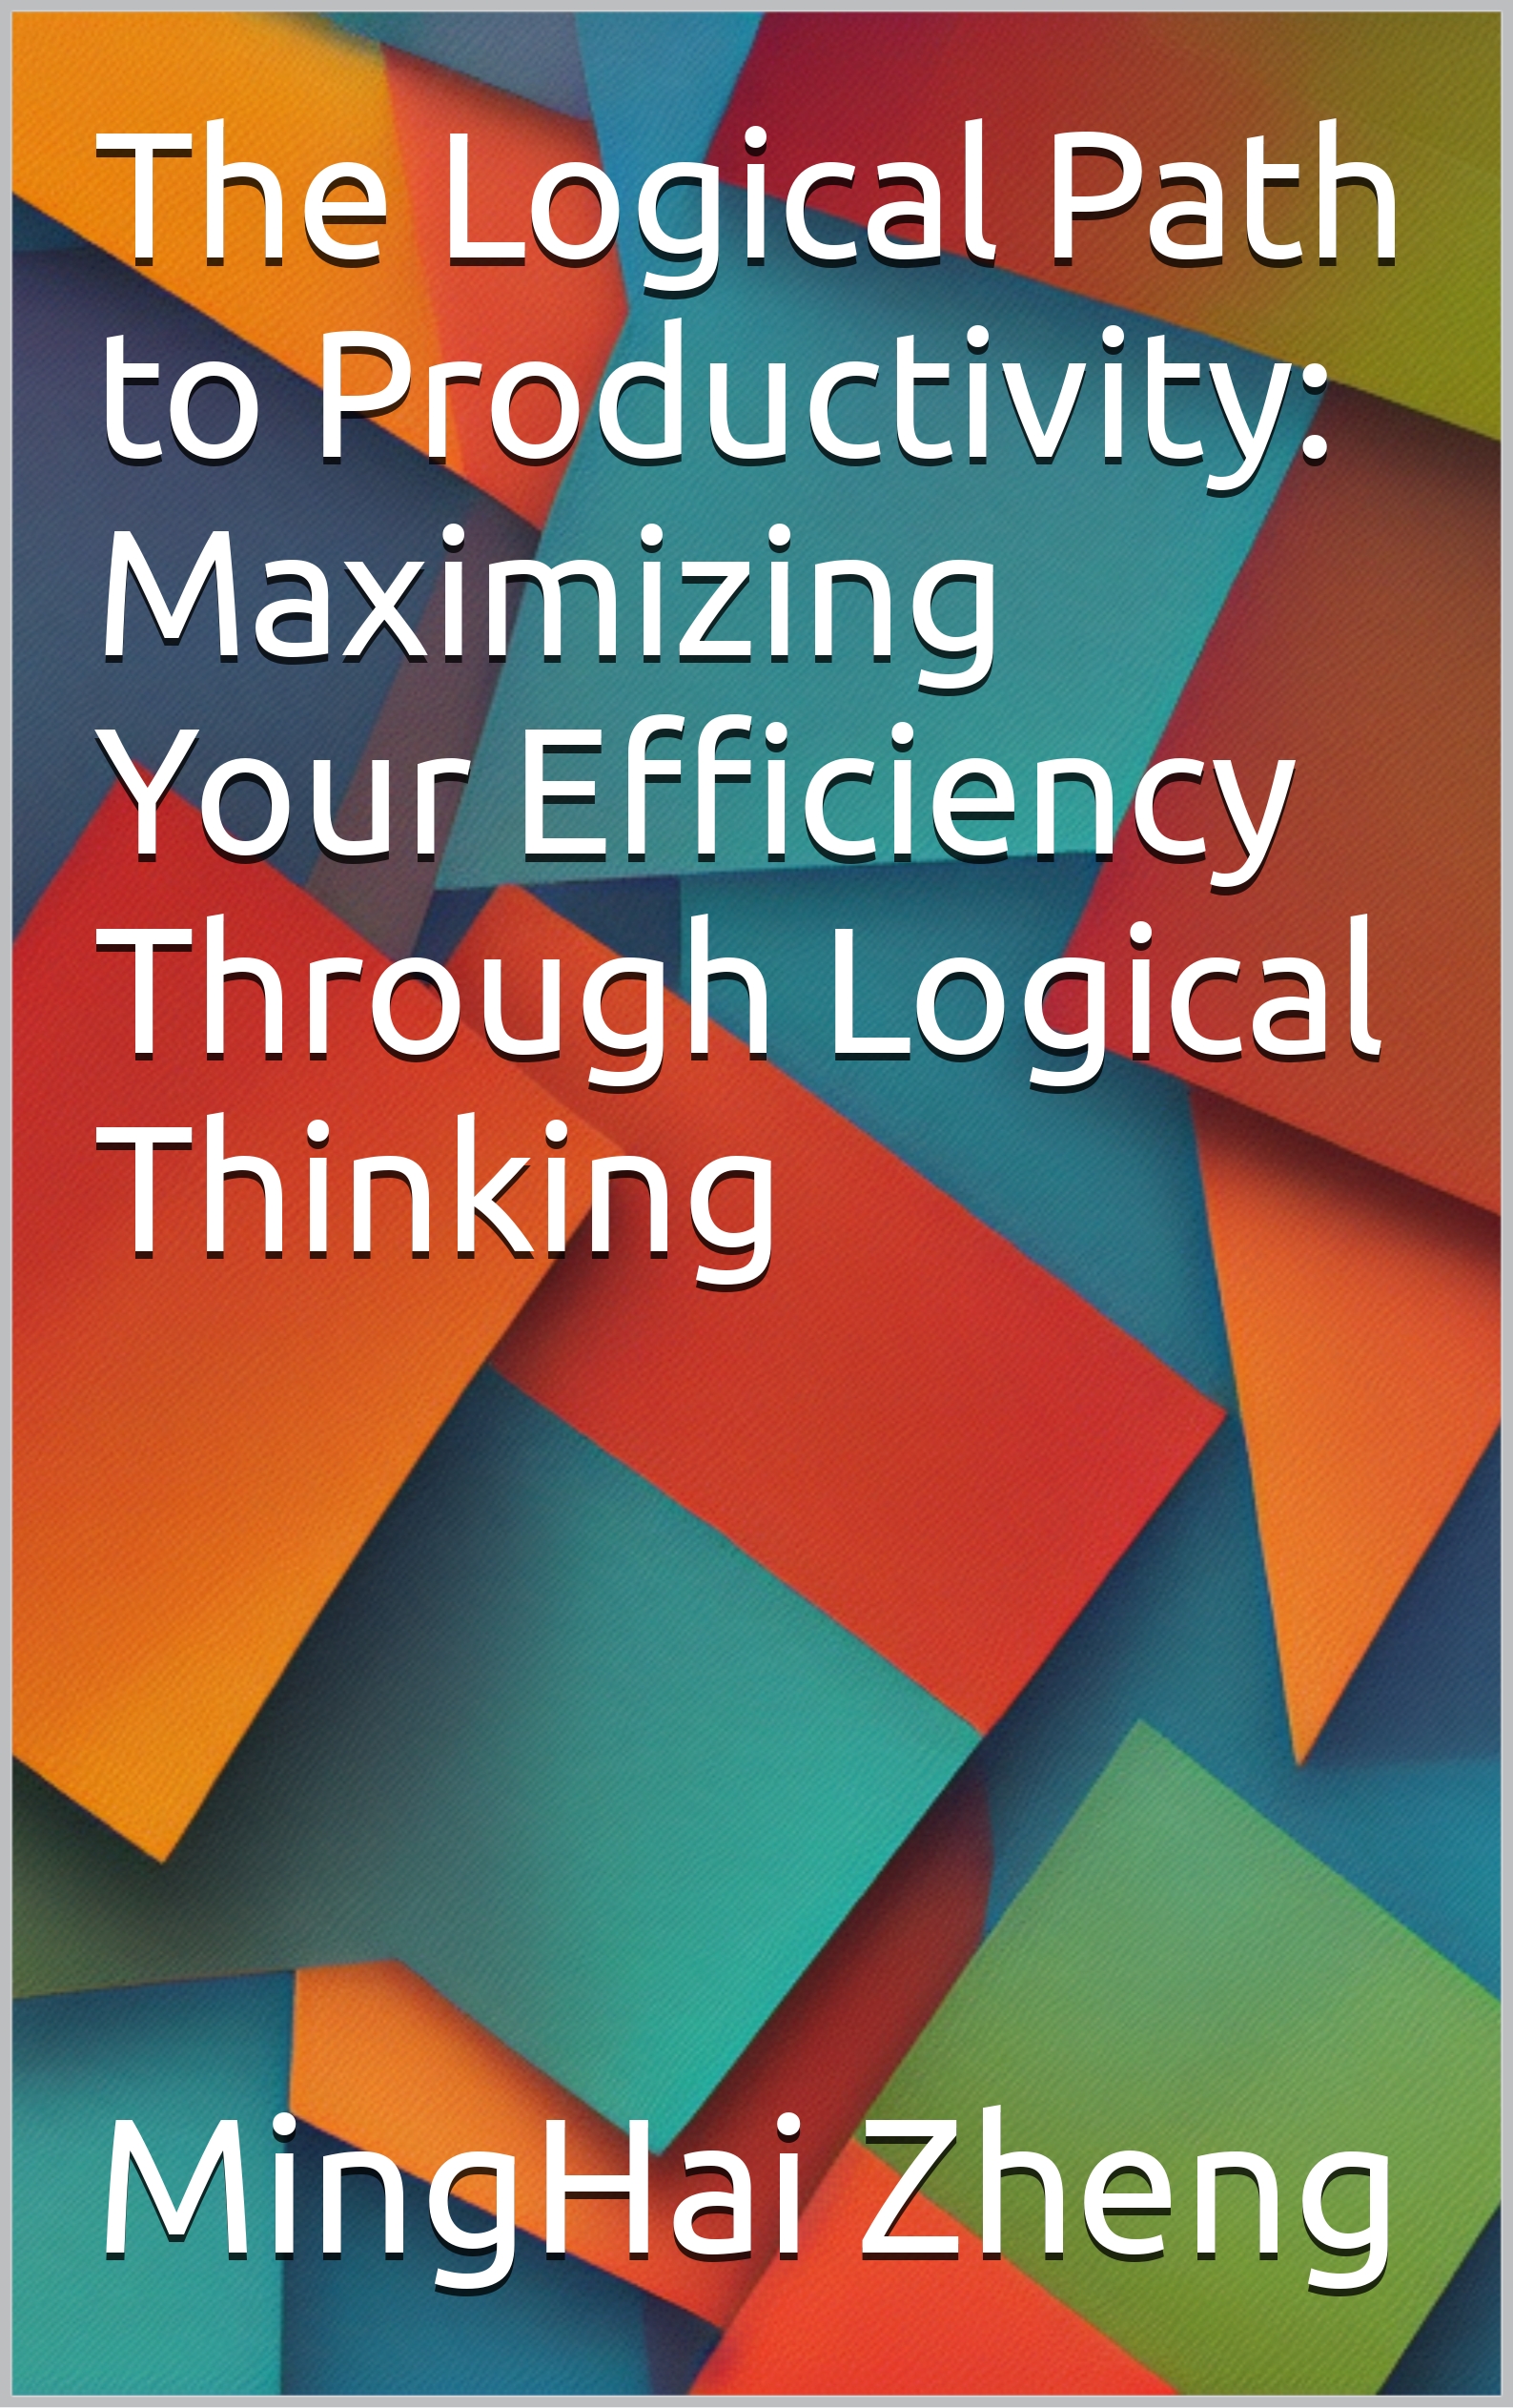 The Logical Path
to Productivity:
Maximizing
Your Efficiency
Through Logical
Thinking
MingHai Zheng